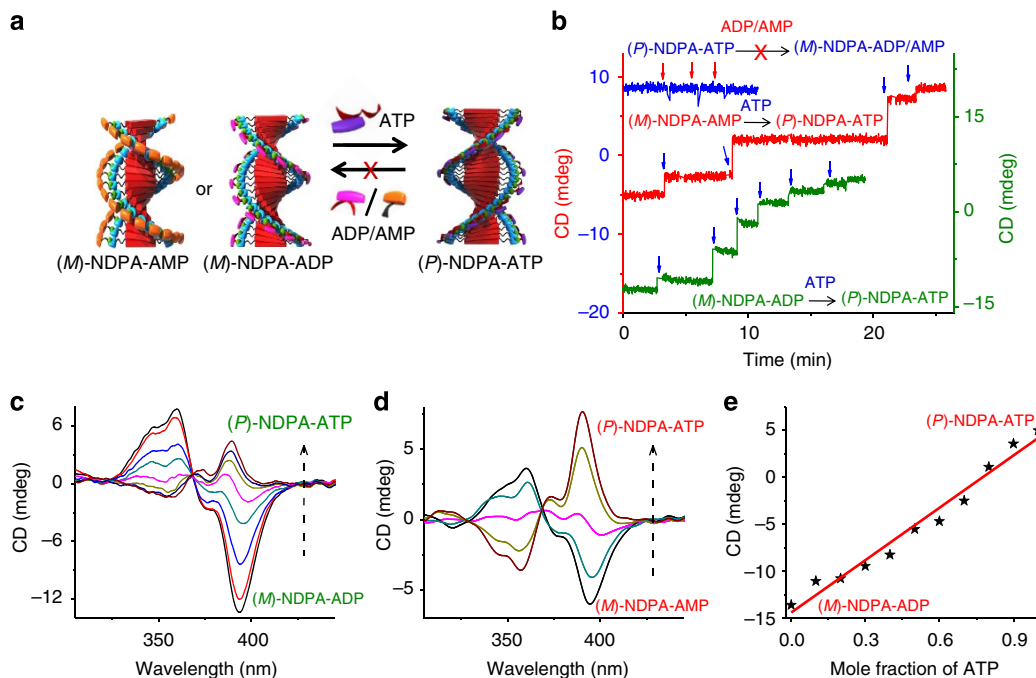 a
ATP
or
ADP/AMP
(M)-NDPA-AMP (M)-NDPA-ADP (P)-NDPA-ATP
b
ADP/AMP
(P)-NDPA-ATP X (M)-NDPA-ADP/AMP
ATP
(M)-NDPA-AMP → (P)-NDPA-ATP
ATP
(M)-NDPA-ADP → (P)-NDPA-ATP
CD (mdeg)
10
0
−10
−20
CD (mdeg)
15
0
−15
0 10 20
Time (min)
c
(P)-NDPA-ATP
(M)-NDPA-ADP
CD (mdeg)
6
0
−6
−12
350 400
Wavelength (nm)
d
(P)-NDPA-ATP
(M)-NDPA-AMP
CD (mdeg)
5
0
−5
350 400
Wavelength (nm)
e
(P)-NDPA-ATP
(M)-NDPA-ADP
CD (mdeg)
5
0
−5
−10
−15
0.0 0.3 0.6 0.9
Mole fraction of ATP